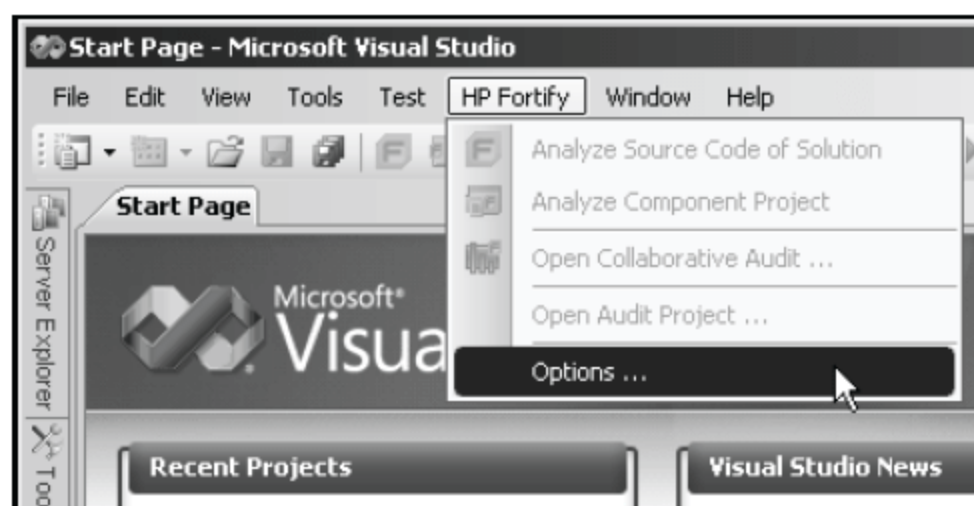 Start Page - Microsoft Visual Studio
File Edit View Tools Test HP Fortify Window Help
Analyze Source Code of Solution
Analyze Component Project
Open Collaborative Audit ...
Open Audit Project ...
Options ...
Start Page
Server Explorer
Microsoft®
Recent Projects
Visual Studio News